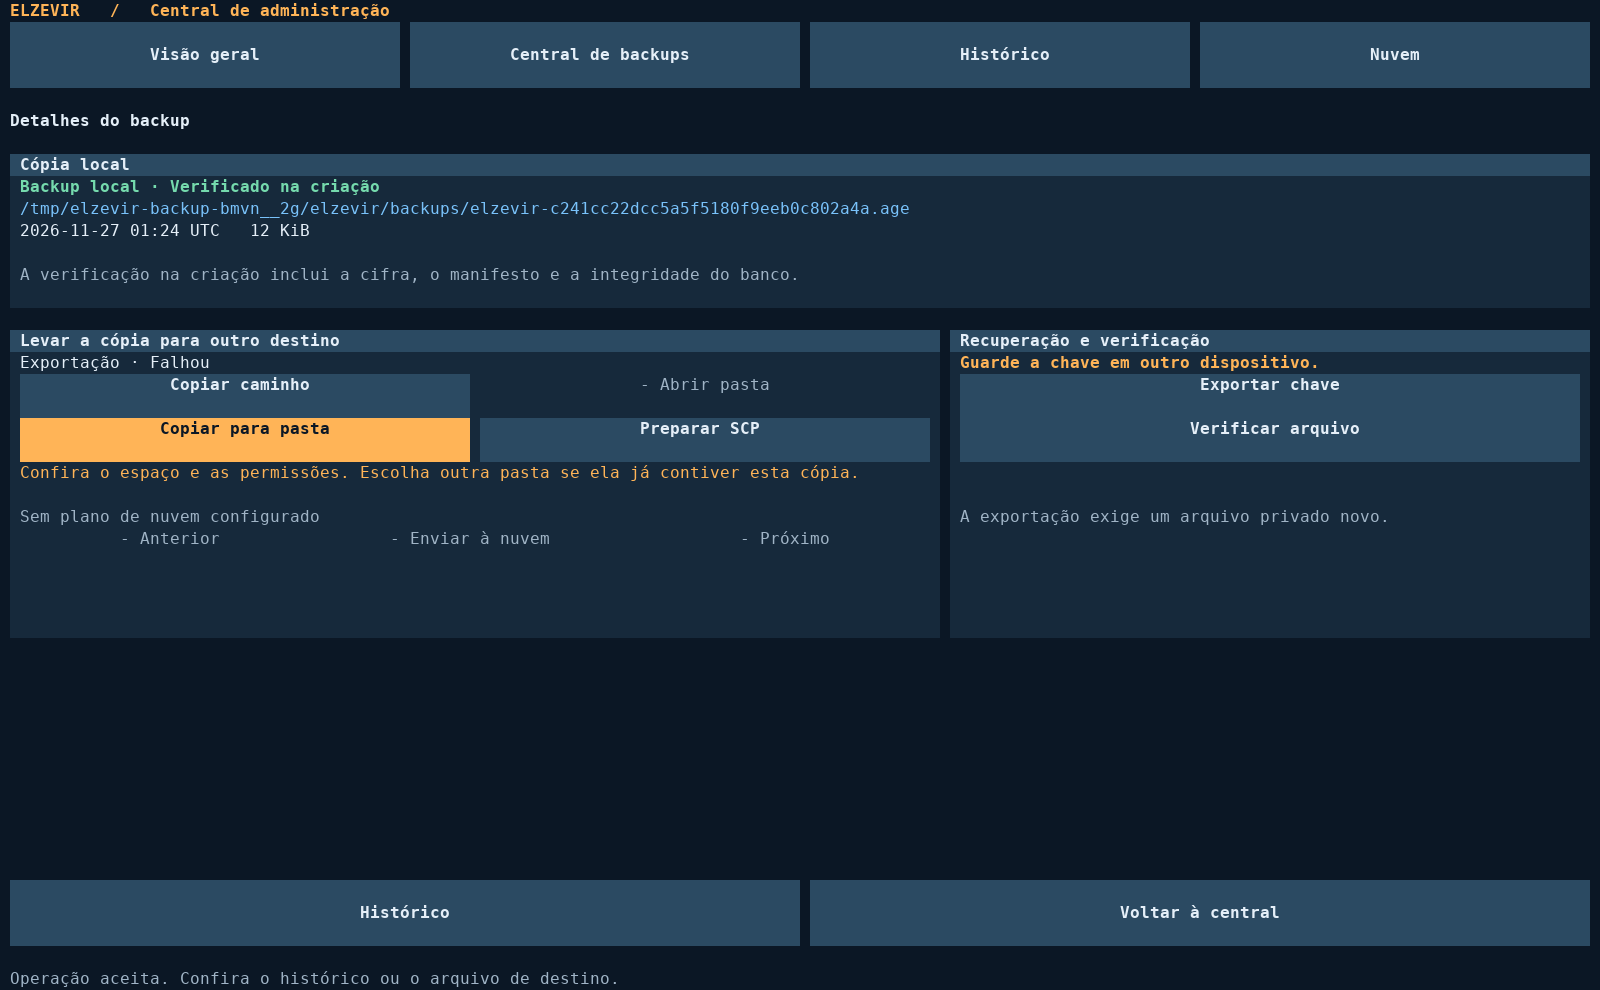 ELZEVIR / Central de administração
Visão geral Central de backups Histórico Nuvem
Detalhes do backup
Cópia local
Backup local · Verificado na criação
/tmp/elzevir-backup-bmvn__2g/elzevir/backups/elzevir-c241cc22dcc5a5f5180f9eeb0c802a4a.age
2026-11-27 01:24 UTC 12 KiB
A verificação na criação inclui a cifra, o manifesto e a integridade do banco.
Levar a cópia para outro destino
Exportação · Falhou
Copiar caminho - Abrir pasta
Copiar para pasta Preparar SCP
Confira o espaço e as permissões. Escolha outra pasta se ela já contiver esta cópia.
Sem plano de nuvem configurado
- Anterior - Enviar à nuvem - Próximo
Recuperação e verificação
Guarde a chave em outro dispositivo.
Exportar chave
Verificar arquivo
A exportação exige um arquivo privado novo.
Histórico Voltar à central
Operação aceita. Confira o histórico ou o arquivo de destino.